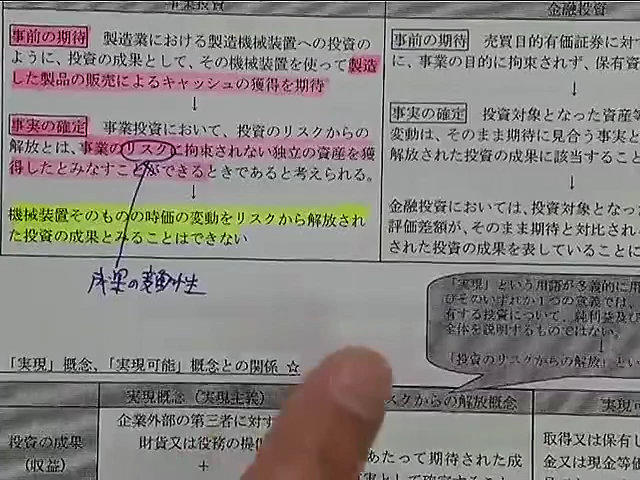 事業投資
事前の期待 製造業における製造機械装置への投資の
ように、投資の成果として、その機械装置を使って製造
した製品の販売によるキャッシュの獲得を期待
↓
事実の確定 事業投資において、投資のリスクからの
解放とは、事業のリスクに拘束されない独立の資産を獲
得したとみなすことができるときであると考えられる。
↓
機械装置そのものの時価の変動をリスクから解放され
た投資の成果とみることはできない
成果の変動性
金融投資
事前の期待 売買目的有価証券に対
に、事業の目的に拘束されず、保有資
↓
事実の確定 投資対象となった資産等
変動は、そのまま期待に見合う事実と
解放された投資の成果に該当すること
↓
金融投資においては、投資対象となっ
評価差額が、そのまま期待と対比され
された投資の成果を表していることに
「実現」という用語が多義的に用
びそのいずれか1つの意義では、
有する投資について、純利益及び
全体を説明するものではない。
↓
「投資のリスクからの解放」とい
「実現」概念、「実現可能」概念との関係 ☆
実現概念（実現主義）
スクからの解放概念
実現可
投資の成果
（収益）
企業外部の第三者に対す
財貨又は役務の提供
＋
あたって期待された成
取得又は保有し
金又は現金等価